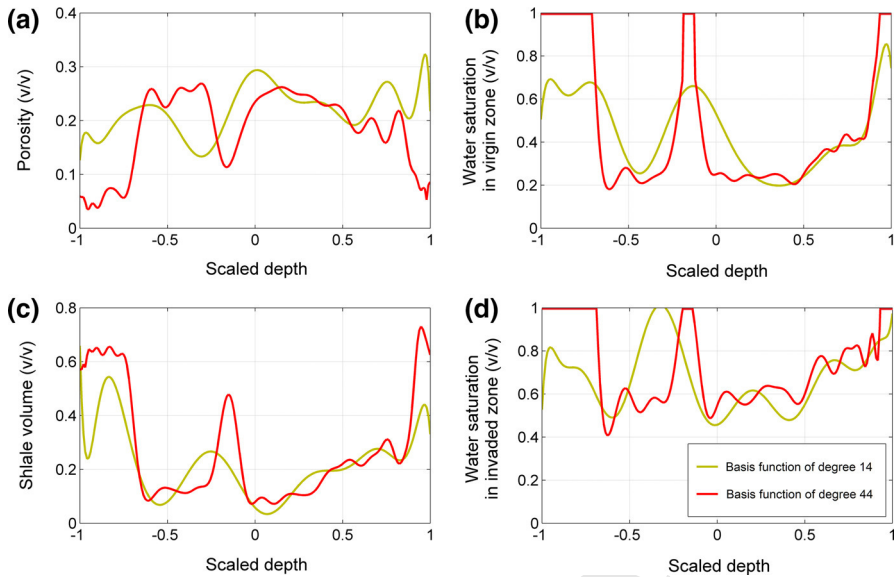 (a)
Porosity (v/v)
0.4
0.3
0.2
0.1
0
-1
-0.5
0
0.5
1
Scaled depth
(b)
Water saturation
in virgin zone (v/v)
1
0.8
0.6
0.4
0.2
0
-1
-0.5
0
0.5
1
Scaled depth
(c)
Shlale volume (v/v)
0.8
0.6
0.4
0.2
0
-1
-0.5
0
0.5
1
Scaled depth
(d)
Water saturation
in invaded zone (v/v)
1
0.8
0.6
0.4
0.2
0
-1
-0.5
0
0.5
1
Scaled depth
Basis function of degree 14
Basis function of degree 44